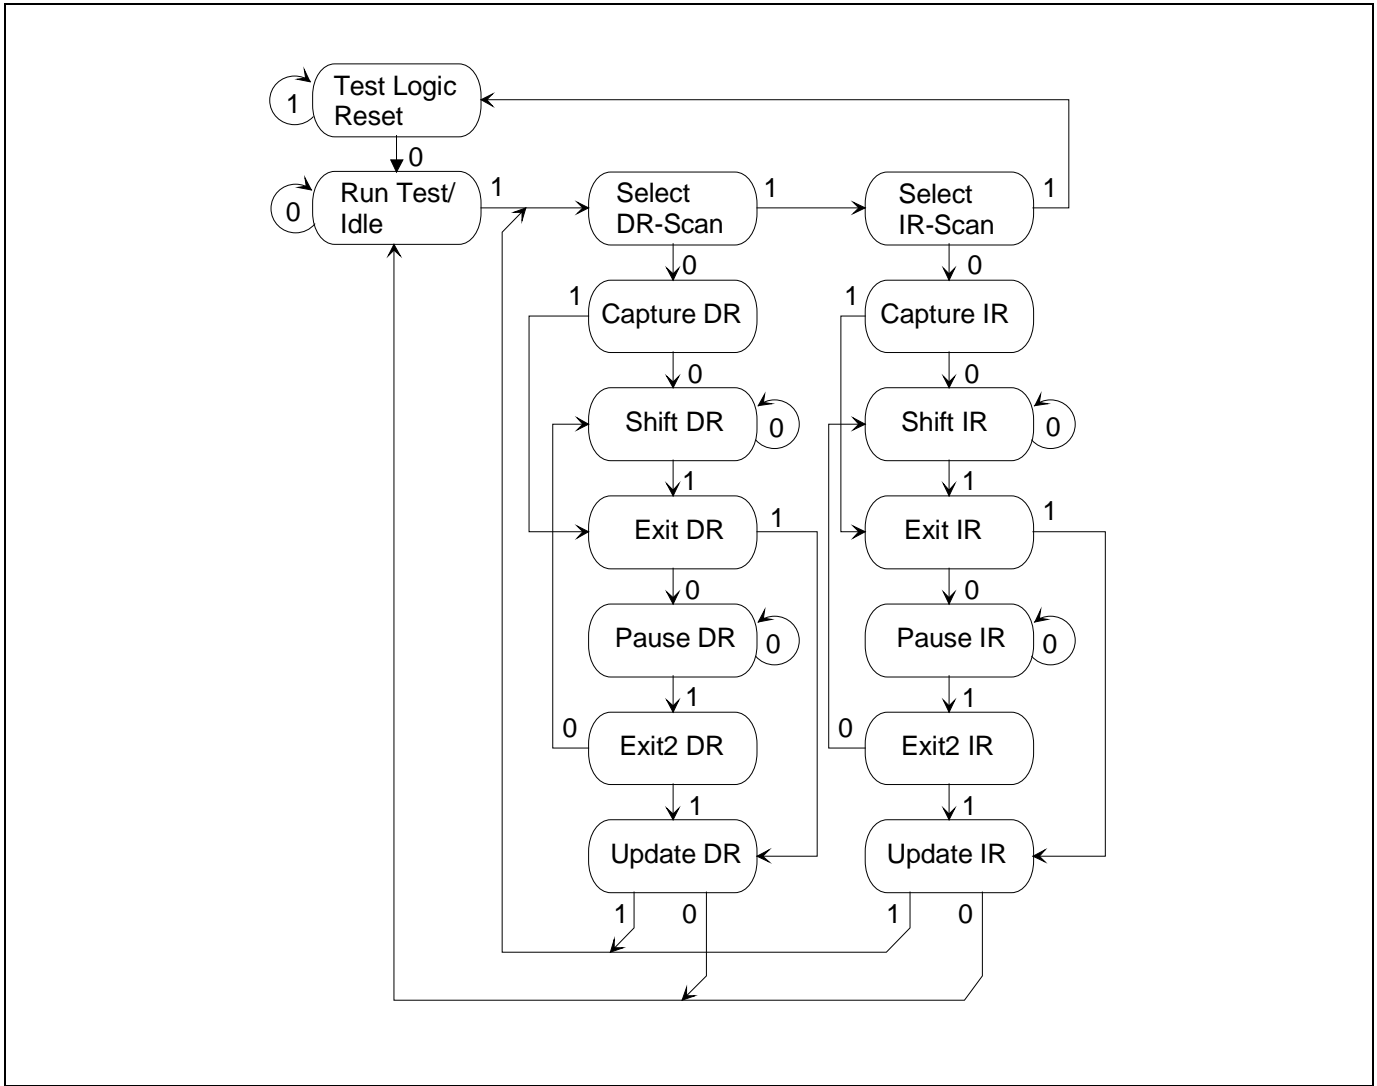 Test Logic
Reset
1
0
Run Test/
Idle
0
1
Select
DR-Scan
1
Select
IR-Scan
1
0
0
1
Capture DR
1
Capture IR
0
0
Shift DR
0
Shift IR
0
1
1
Exit DR
1
Exit IR
1
0
0
Pause DR
0
Pause IR
0
1
1
0
Exit2 DR
0
Exit2 IR
1
1
Update DR
Update IR
1
0
1
0